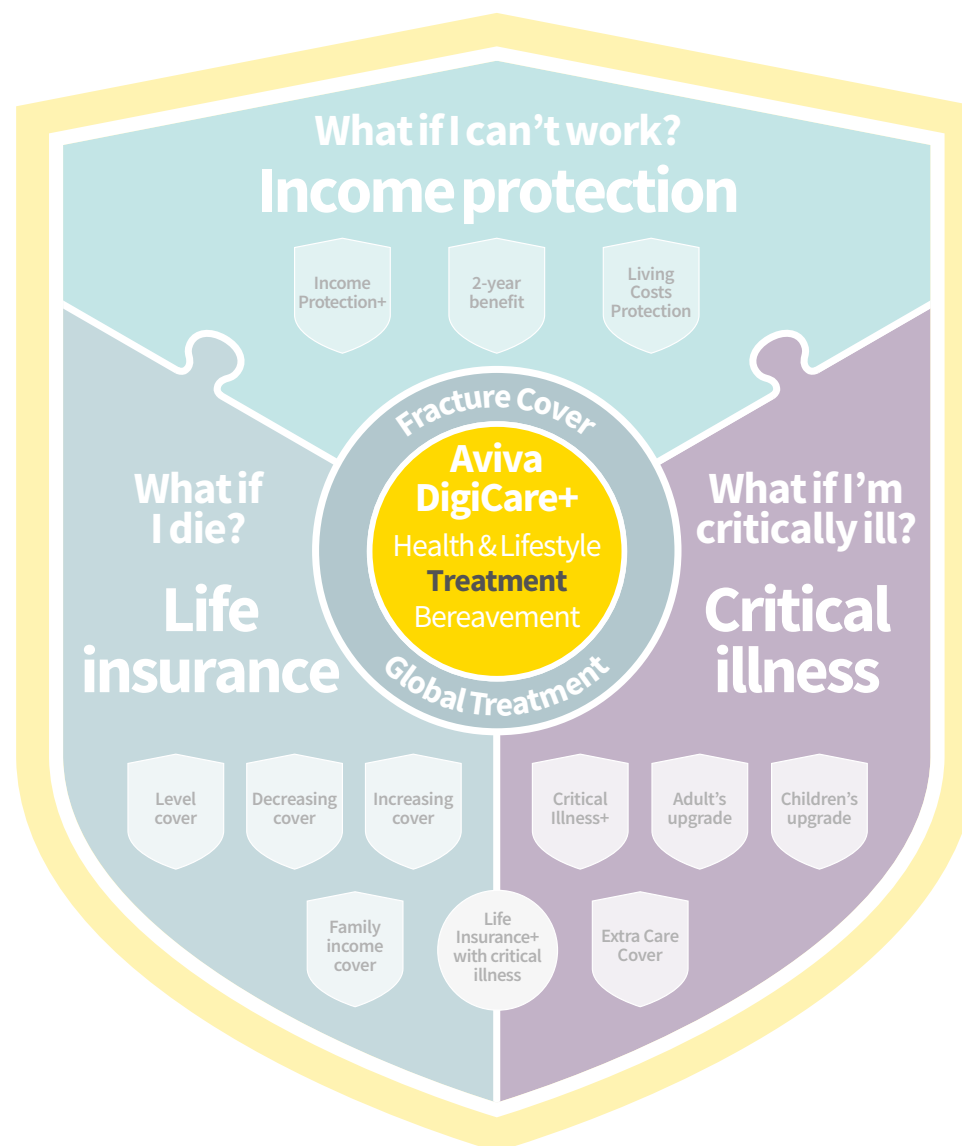 What if I can't work?
Income protection
Income
Protection+
2-year
benefit
Living
Costs
Protection
Fracture Cover
Aviva
DigiCare+
Health & Lifestyle
Treatment
Bereavement
Global Treatment
What if
I die?
Life
insurance
What if I'm
critically ill?
Critical
illness
Level
cover
Decreasing
cover
Increasing
cover
Critical
Illness+
Adult's
upgrade
Children's
upgrade
Family
income
cover
Life
Insurance+
with critical
illness
Extra Care
Cover